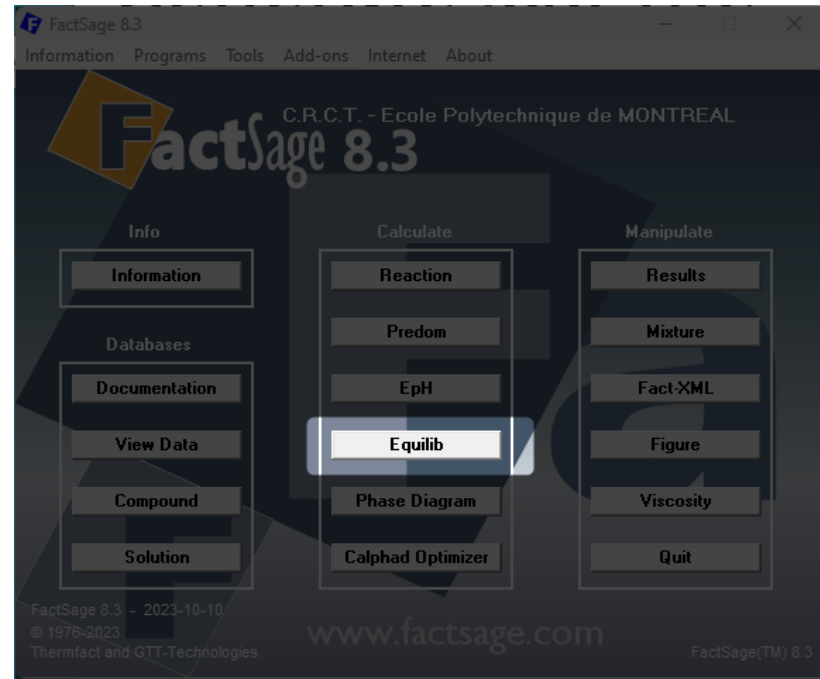 FactSage 8.3
Information Programs Tools Add-ons Internet About
C.R.C.T. - Ecole Polytechnique de MONTREAL
FactSage 8.3
Info
Information
Databases
Documentation
View Data
Compound
Solution
Calculate
Reaction
Predom
EpH
Equilib
Phase Diagram
Calphad Optimizer
Manipulate
Results
Mixture
Fact-XML
Figure
Viscosity
Quit
FactSage 8.3 - 2023-10-10
© 1976-2023
Thermfact and GTT-Technologies
www.factsage.com
FactSage(TM) 8.3